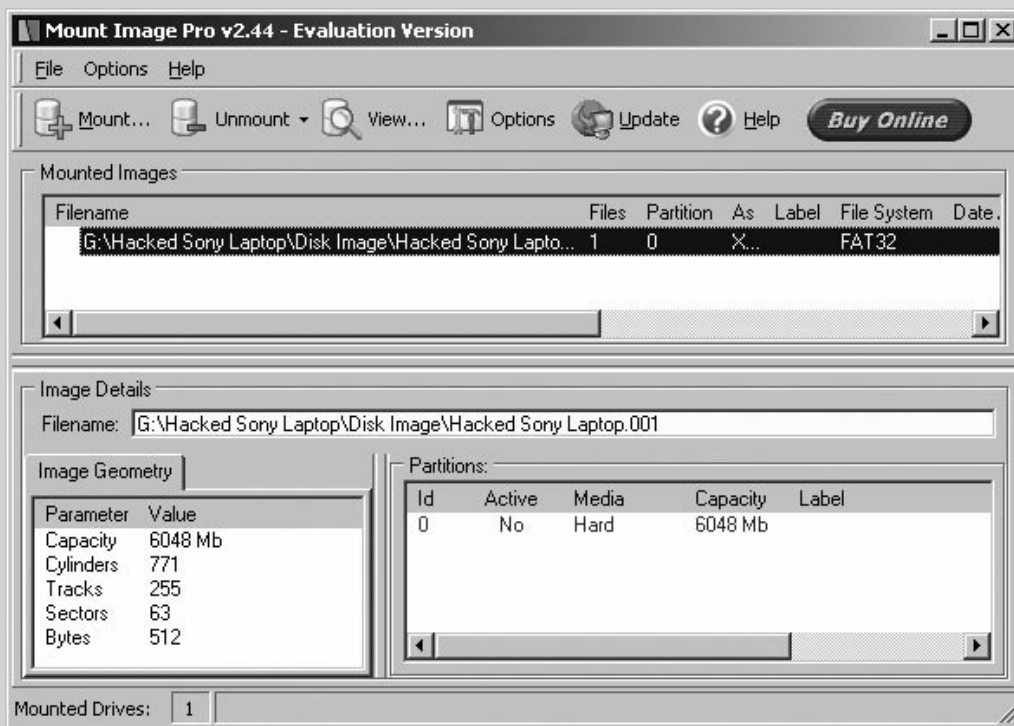 Mount Image Pro v2.44 - Evaluation Version
File Options Help
Mount... Unmount View... Options Update Help Buy Online
Mounted Images
Filename Files Partition As Label File System Date.
G:\Hacked Sony Laptop\Disk Image\Hacked Sony Lapto... 1 0 X... FAT32
Image Details
Filename: G:\Hacked Sony Laptop\Disk Image\Hacked Sony Laptop.001
Image Geometry
Parameter Value
Capacity 6048 Mb
Cylinders 771
Tracks 255
Sectors 63
Bytes 512
Partitions:
Id Active Media Capacity Label
0 No Hard 6048 Mb
Mounted Drives: 1